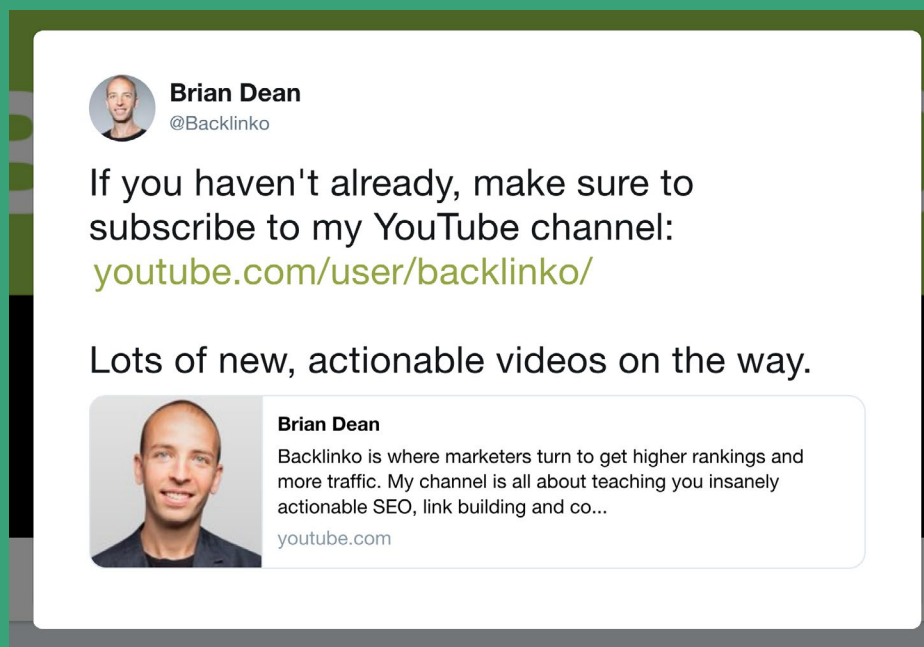 Brian Dean
@Backlinko
If you haven't already, make sure to
subscribe to my YouTube channel:
youtube.com/user/backlinko/
Lots of new, actionable videos on the way.
Brian Dean
Backlinko is where marketers turn to get higher rankings and
more traffic. My channel is all about teaching you insanely
actionable SEO, link building and co...
youtube.com